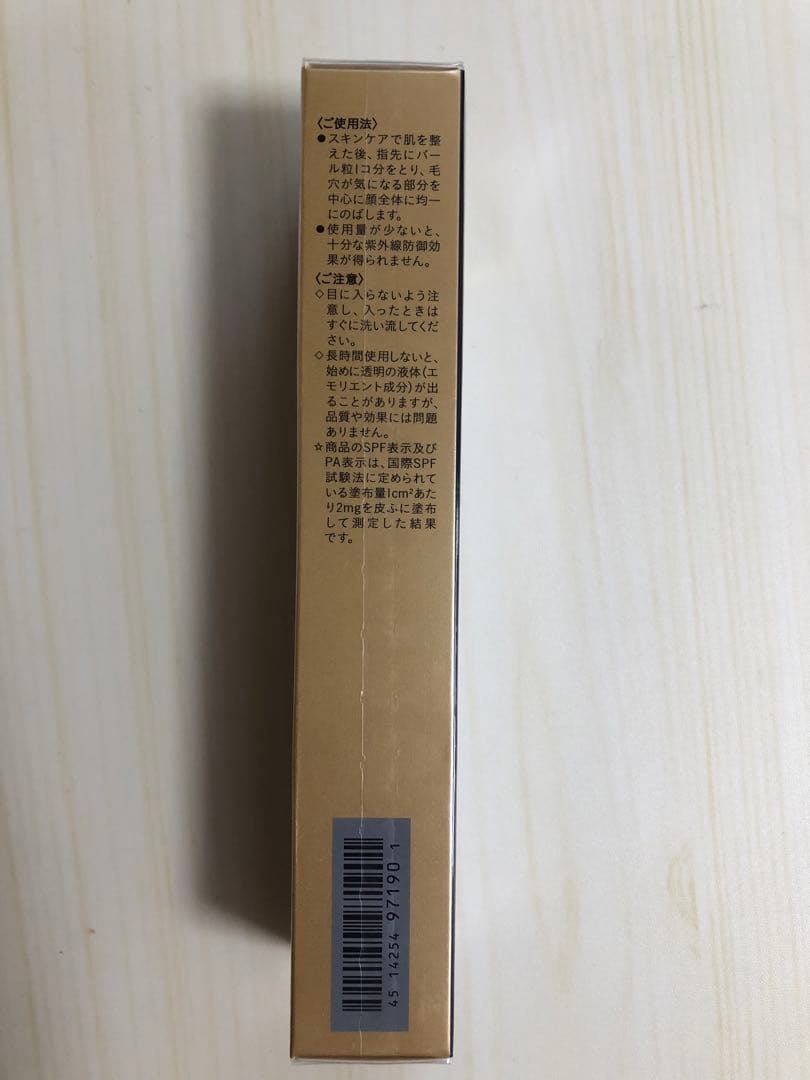 〈ご使用法〉
●スキンケアで肌を整
えた後、指先にパー
ル粒1コ分をとり、毛
穴が気になる部分を
中心に顔全体に均一
にのばします。
●使用量が少ないと、
十分な紫外線防御効
果が得られません。
〈ご注意〉
◇目に入らないよう注
意し、入ったときは
すぐに洗い流してくだ
さい。
◇長時間使用しないと、
始めに透明の液体(エ
モリエント成分)が出
ることがありますが、
品質や効果には問題
ありません。
☆商品のSPF表示及び
PA表示は、国際SPF
試験法に定められて
いる塗布量1cm²あた
り2mgを皮ふに塗布
して測定した結果
です。
45 14254 97190 1